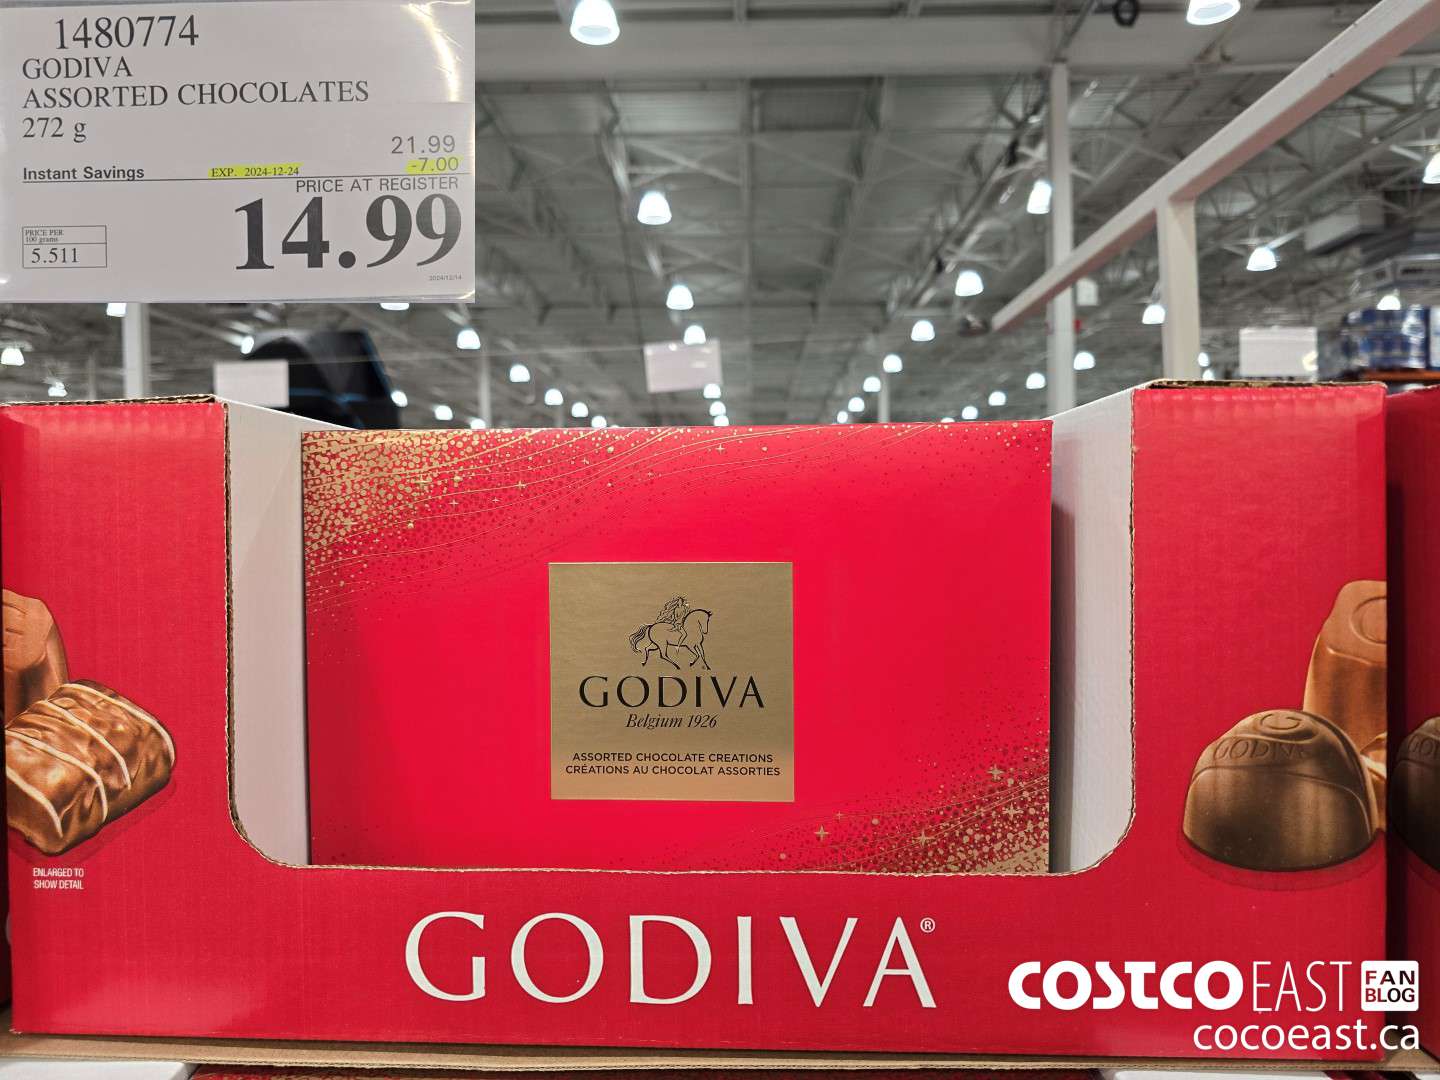 1480774
GODIVA
ASSORTED CHOCOLATES
272 g
21.99
Instant Savings EXP. 2024-12-24 -7.00
PRICE AT REGISTER
14.99
PRICE PER
100 grams
5.511
2024/12/14
GODIVA
Belgium 1926
ASSORTED CHOCOLATE CREATIONS
CRÉATIONS AU CHOCOLAT ASSORTIES
GODIVA
ENLARGED TO
SHOW DETAIL
GODIVA®
COSTCO EAST FAN BLOG
cocoeast.ca